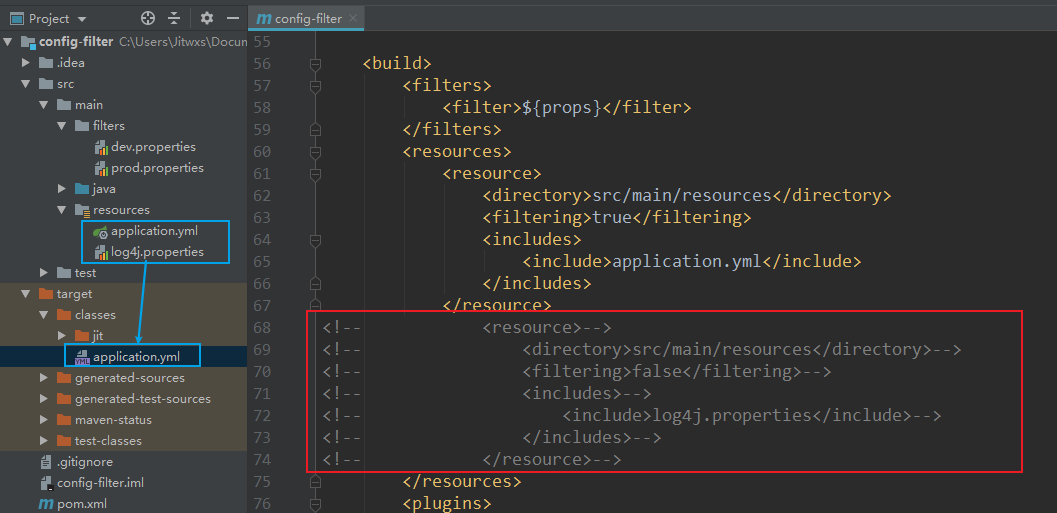 Project
config-filter C:\Users\Jitwxs\Docum
.idea
src
main
filters
dev.properties
prod.properties
java
resources
application.yml
log4j.properties
test
target
classes
jit
application.yml
generated-sources
generated-test-sources
maven-status
test-classes
.gitignore
config-filter.iml
pom.xml
config-filter
55
56 <build>
57 <filters>
58 <filter>${props}</filter>
59 </filters>
60 <resources>
61 <resource>
62 <directory>src/main/resources</directory>
63 <filtering>true</filtering>
64 <includes>
65 <include>application.yml</include>
66 </includes>
67 </resource>
68 <!-- <resource>-->
69 <!-- <directory>src/main/resources</directory>-->
70 <!-- <filtering>false</filtering>-->
71 <!-- <includes>-->
72 <!-- <include>log4j.properties</include>-->
73 <!-- </includes>-->
74 <!-- </resource>-->
75 </resources>
76 <plugins>